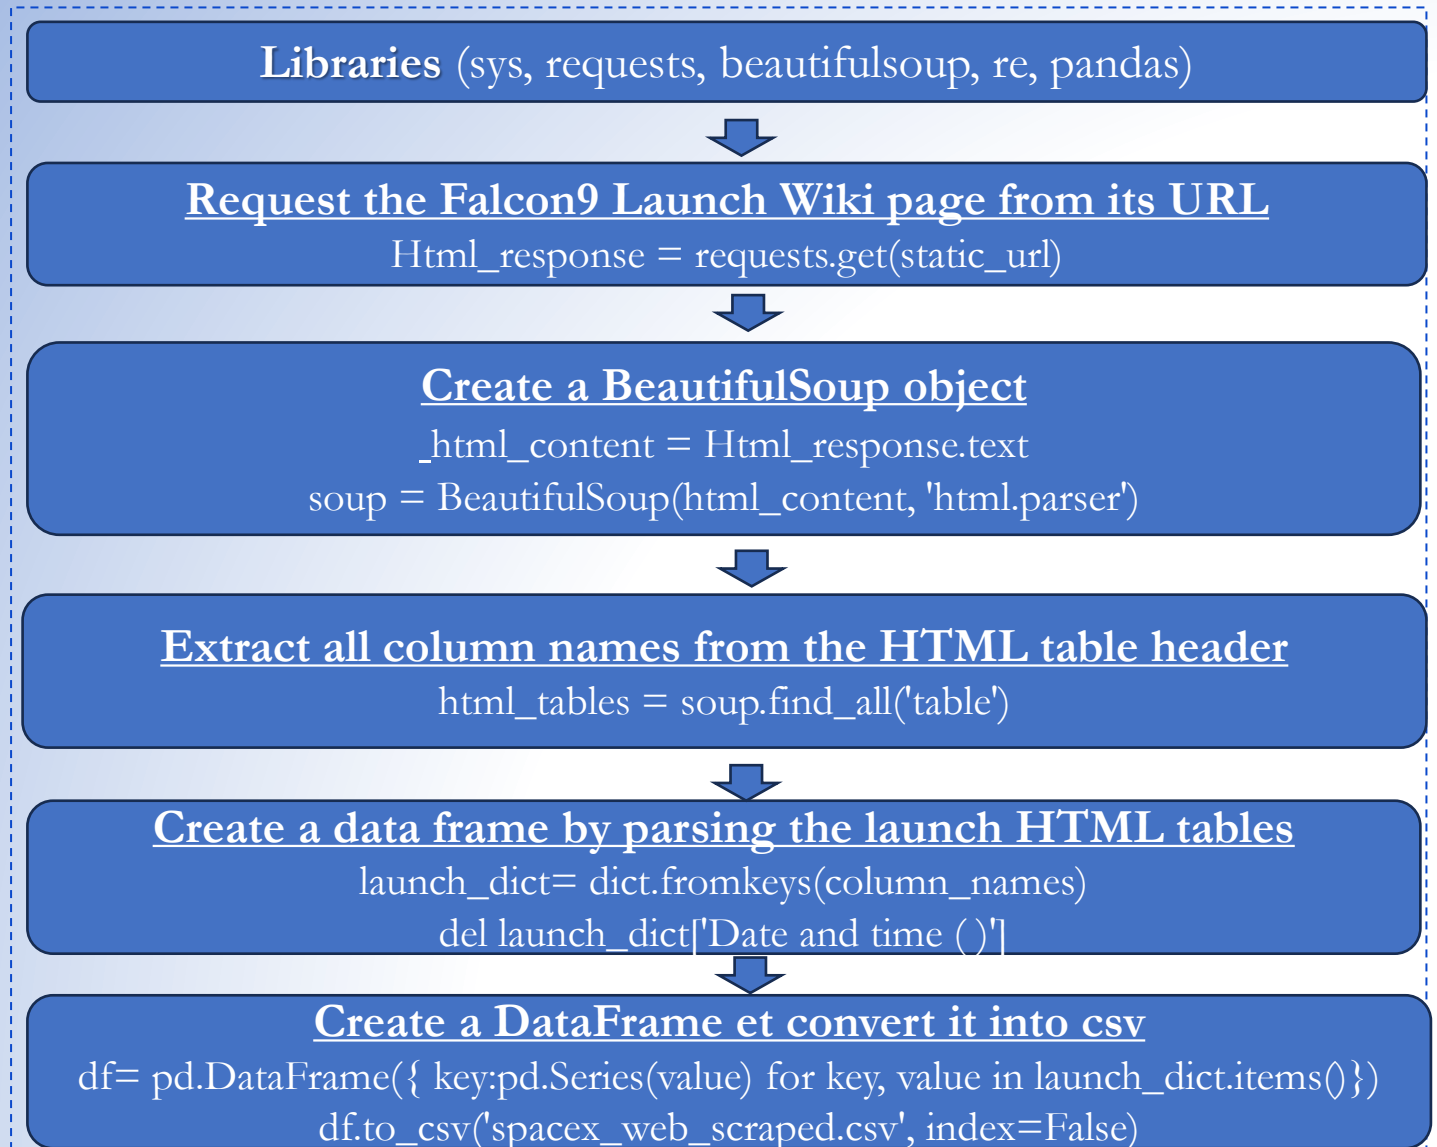 Libraries (sys, requests, beautifulsoup, re, pandas)
Request the Falcon9 Launch Wiki page from its URL
Html_response = requests.get(static_url)
Create a BeautifulSoup object
_html_content = Html_response.text
soup = BeautifulSoup(html_content, 'html.parser')
Extract all column names from the HTML table header
html_tables = soup.find_all('table')
Create a data frame by parsing the launch HTML tables
launch_dict= dict.fromkeys(column_names)
del launch_dict['Date and time ( )']
Create a DataFrame et convert it into csv
df= pd.DataFrame({ key:pd.Series(value) for key, value in launch_dict.items()})
df.to_csv('spacex_web_scraped.csv', index=False)